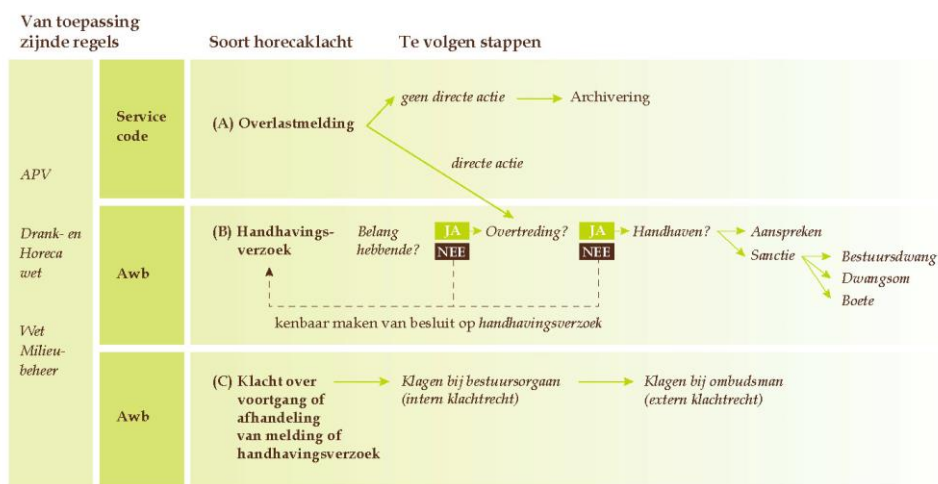 Van toepassing
zijnde regels
Soort horecaklacht
Te volgen stappen
APV
Drank- en
Horeca
wet
Wet
Milieu-
beheer
Service
code
(A) Overlastmelding
geen directe actie
Archivering
directe actie
Awb
(B) Handhavings-
verzoek
Belang
hebbende?
JA
NEE
Overtreding?
JA
NEE
Handhaven?
Aanspreken
Sanctie
Bestuursdwang
Dwangsom
Boete
kenbaar maken van besluit op handhavingsverzoek
Awb
(C) Klacht over
voortgang of
afhandeling
van melding of
handhavingsverzoek
Klagen bij bestuursorgaan
(intern klachtrecht)
Klagen bij ombudsman
(extern klachtrecht)